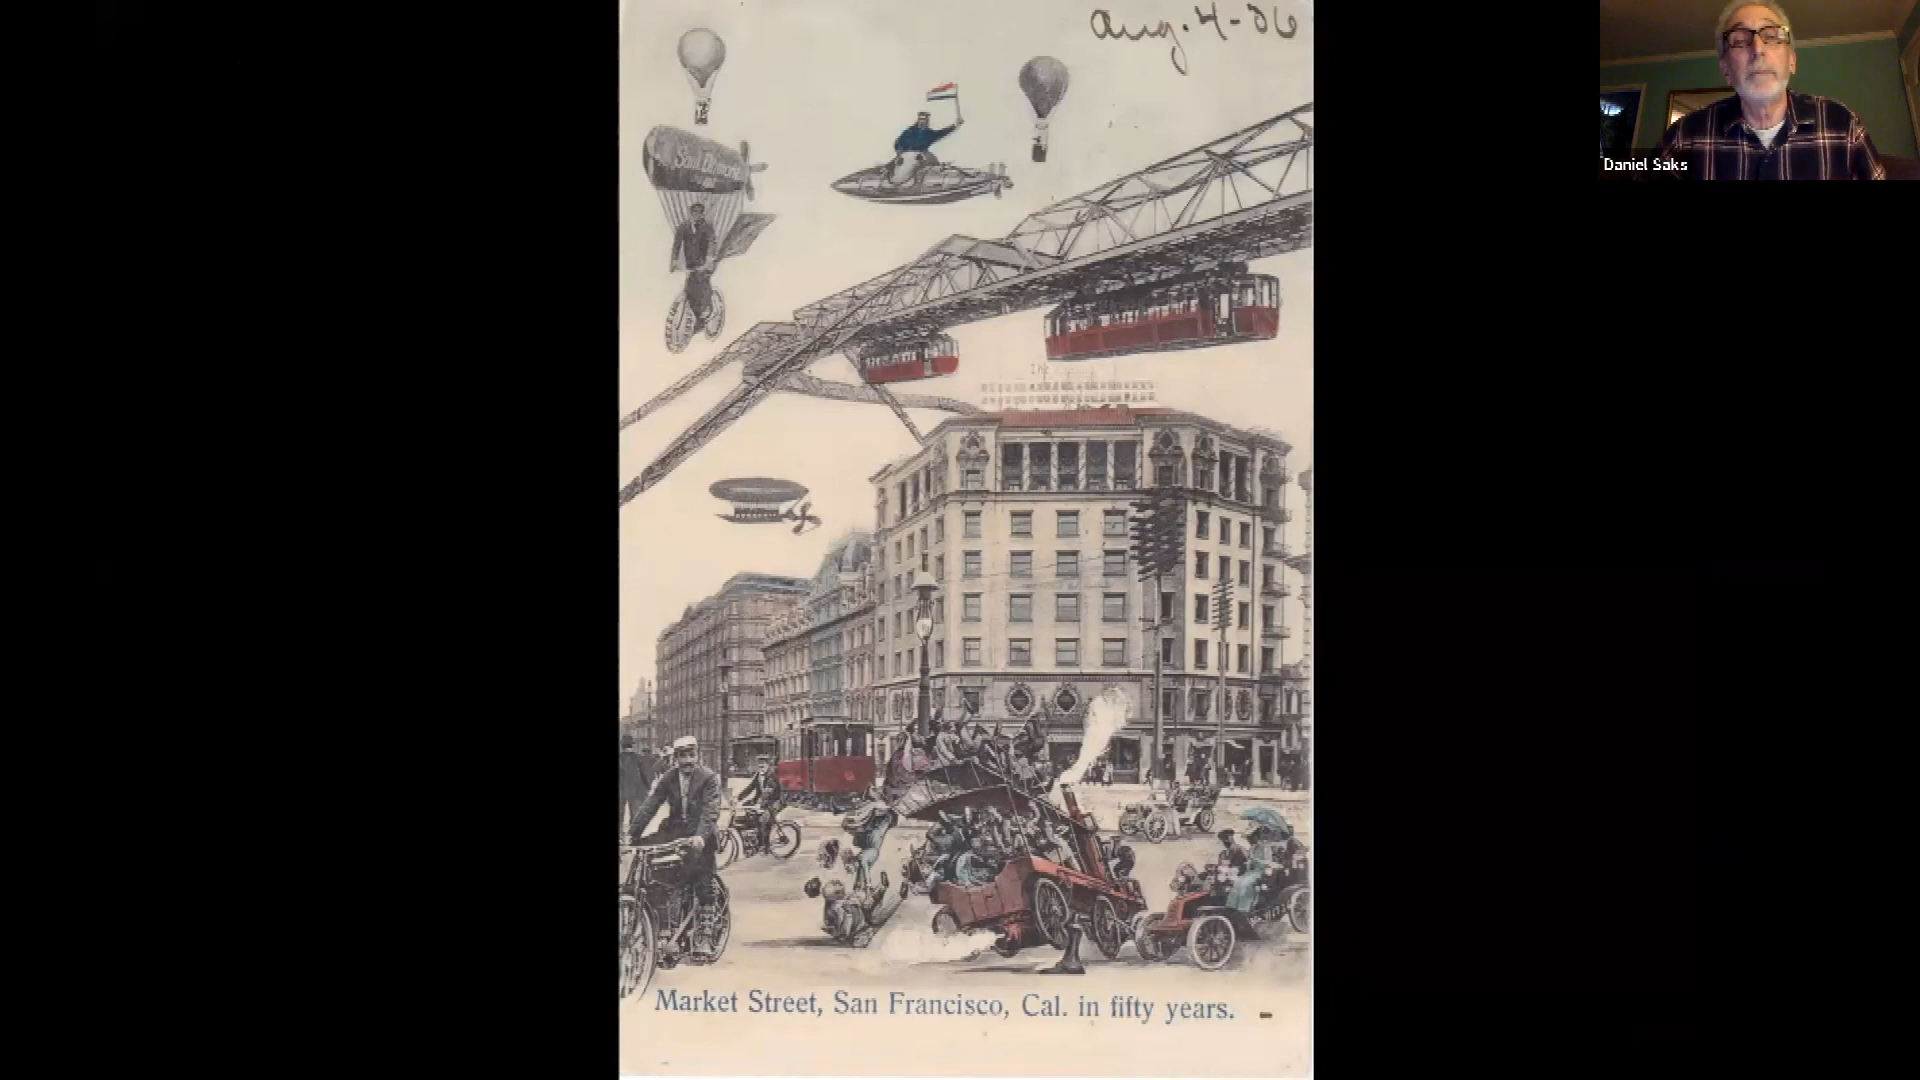 Aug. 4-06
Daniel Saks
Market Street, San Francisco, Cal. in fifty years.